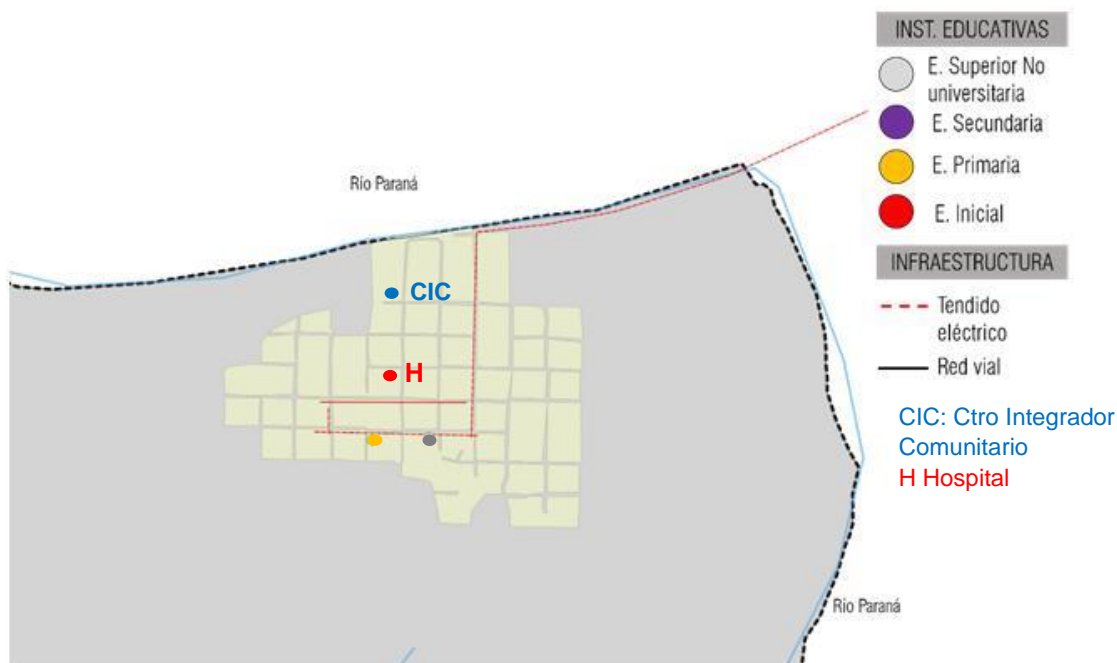 INST. EDUCATIVAS
E. Superior No
universitaria
E. Secundaria
E. Primaria
E. Inicial
INFRAESTRUCTURA
Tendido
eléctrico
Red vial
CIC: Ctro Integrador
Comunitario
H Hospital
Río Paraná
CIC
H
Río Paraná